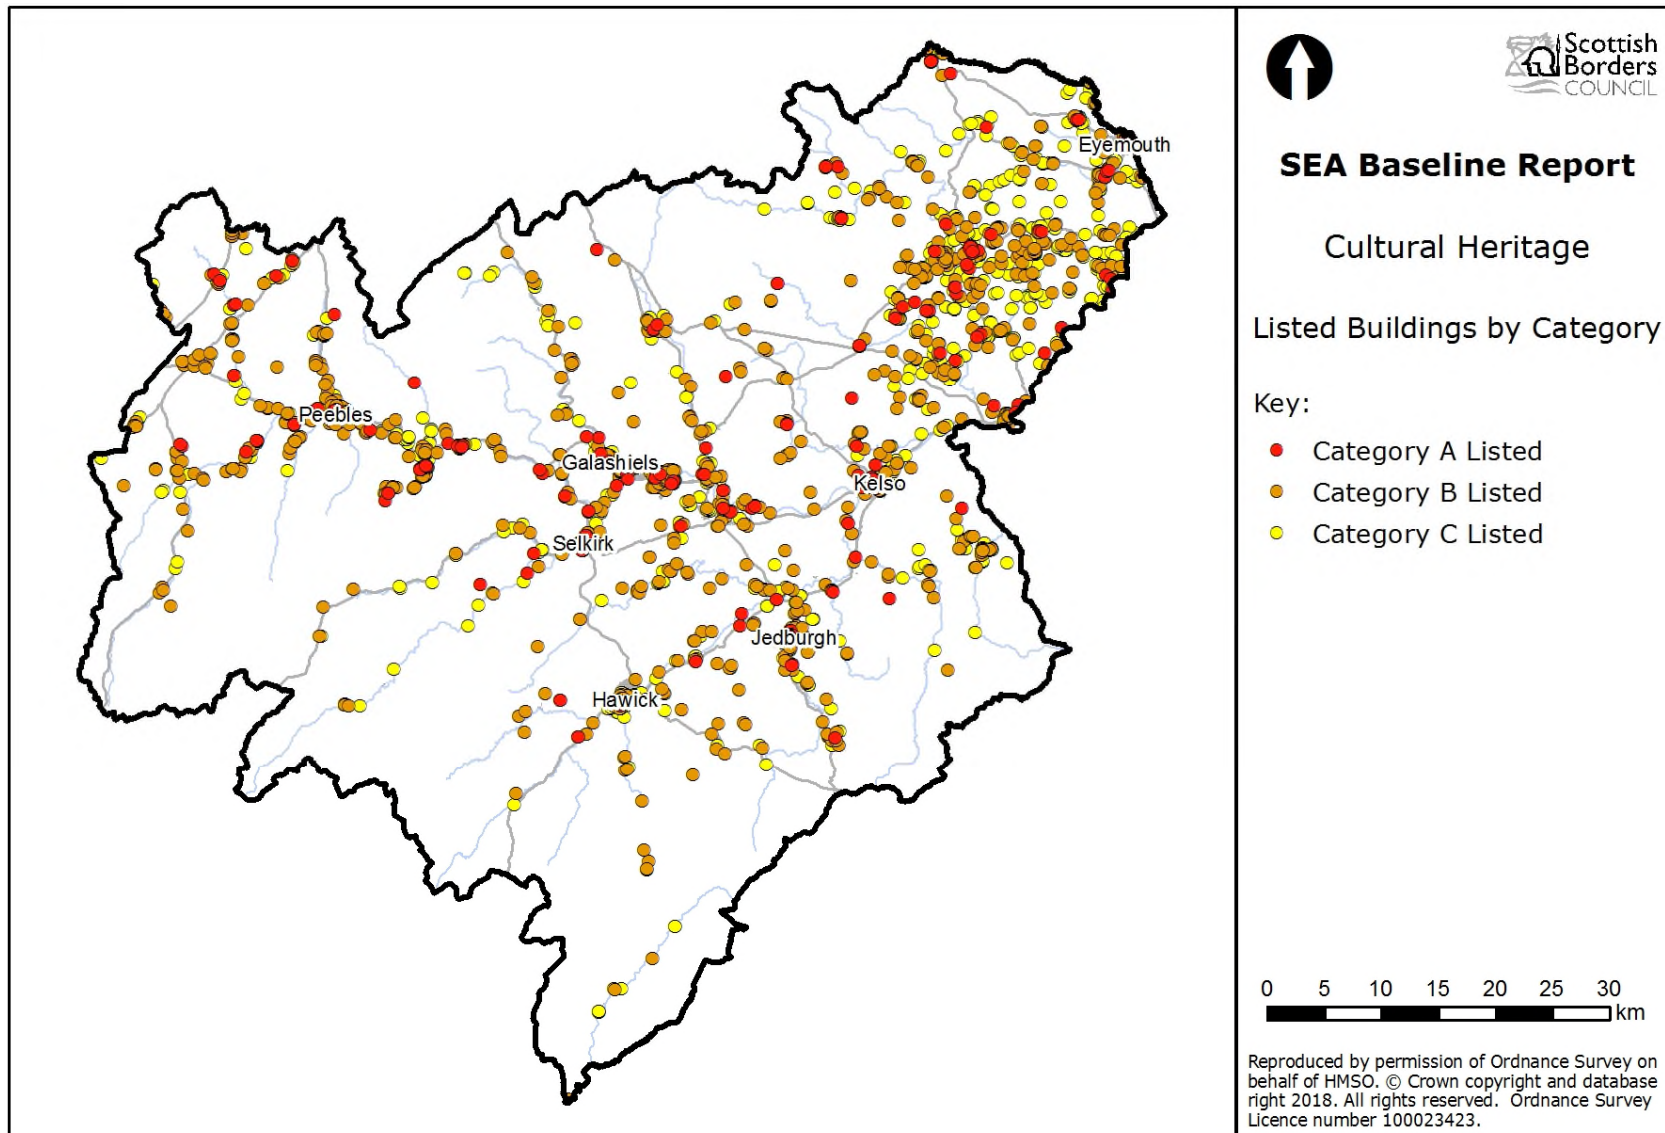 Eyemouth
Peebles
Galashiels
Kelso
Selkirk
Jedburgh
Hawick
Scottish
Borders
COUNCIL
SEA Baseline Report
Cultural Heritage
Listed Buildings by Category
Key:
Category A Listed
Category B Listed
Category C Listed
0 5 10 15 20 25 30
km
Reproduced by permission of Ordnance Survey on
behalf of HMSO. © Crown copyright and database
right 2018. All rights reserved. Ordnance Survey
Licence number 100023423.